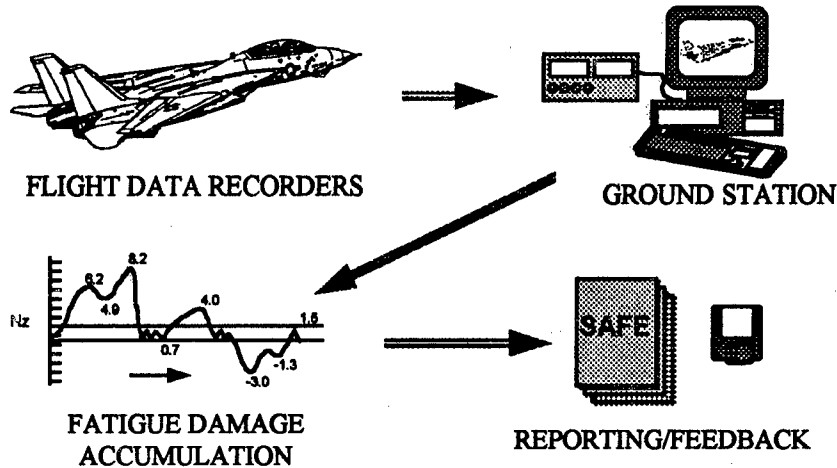 FLIGHT DATA RECORDERS
GROUND STATION
8.2
6.2
4.9
4.0
1.6
Nz
0.7
-1.3
-3.0
FATIGUE DAMAGE
ACCUMULATION
SAFE
REPORTING/FEEDBACK